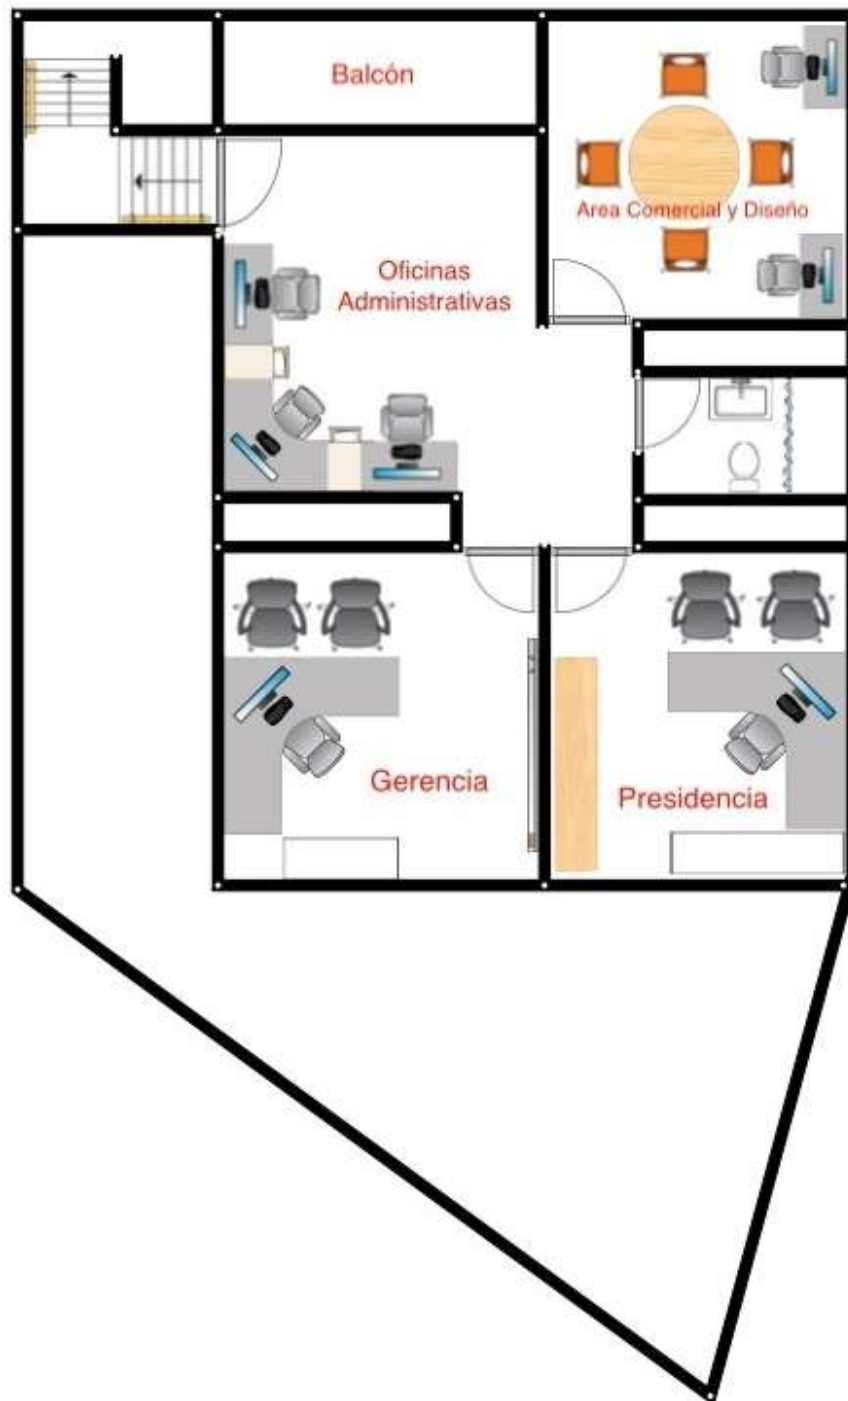 Balcón
Area Comercial y Diseño
Oficinas
Administrativas
Gerencia
Presidencia